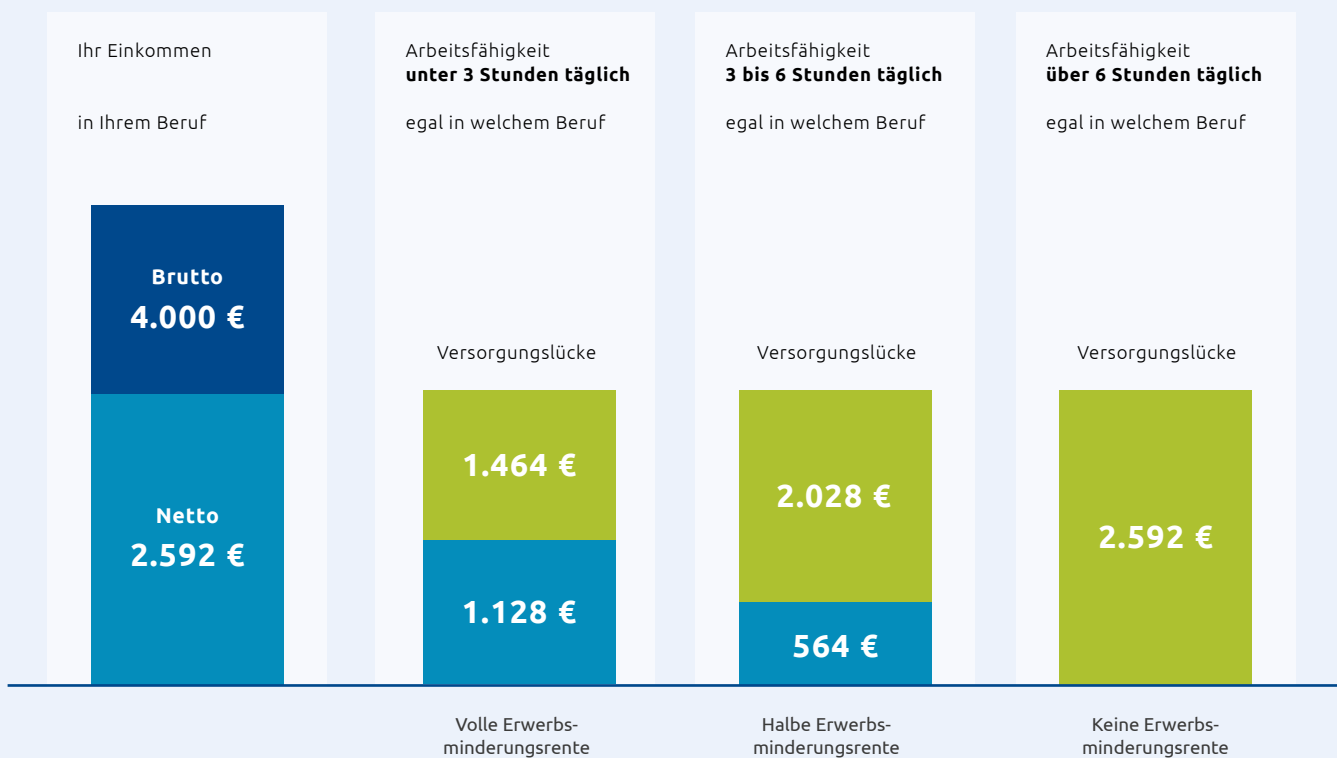 Ihr Einkommen
in Ihrem Beruf
Brutto
4.000 €
Netto
2.592 €
Arbeitsfähigkeit
unter 3 Stunden täglich
egal in welchem Beruf
Versorgungslücke
1.464 €
1.128 €
Volle Erwerbs-
minderungsrente
Arbeitsfähigkeit
3 bis 6 Stunden täglich
egal in welchem Beruf
Versorgungslücke
2.028 €
564 €
Halbe Erwerbs-
minderungsrente
Arbeitsfähigkeit
über 6 Stunden täglich
egal in welchem Beruf
Versorgungslücke
2.592 €
Keine Erwerbs-
minderungsrente